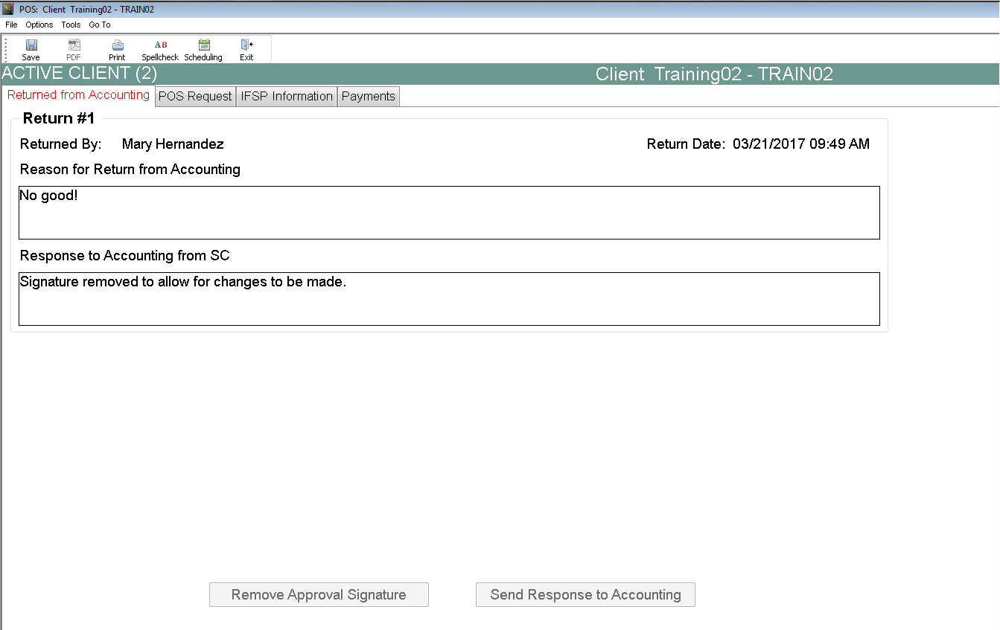 POS: Client Training02 - TRAIN02
File Options Tools Go To
Save PDF Print Spellcheck Scheduling Exit
ACTIVE CLIENT (2) Client Training02 - TRAIN02
Returned from Accounting POS Request IFSP Information Payments
Return #1
Returned By: Mary Hernandez Return Date: 03/21/2017 09:49 AM
Reason for Return from Accounting
No good!
Response to Accounting from SC
Signature removed to allow for changes to be made.
Remove Approval Signature Send Response to Accounting